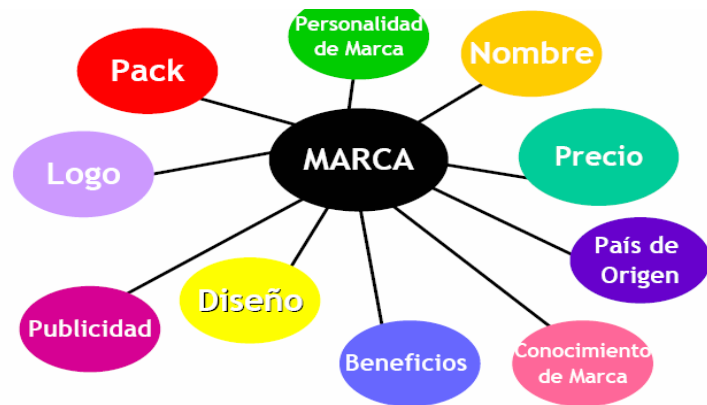 Personalidad
de Marca
Nombre
Pack
MARCA
Precio
Logo
País de
Origen
Diseño
Publicidad
Beneficios
Conocimiento
de Marca